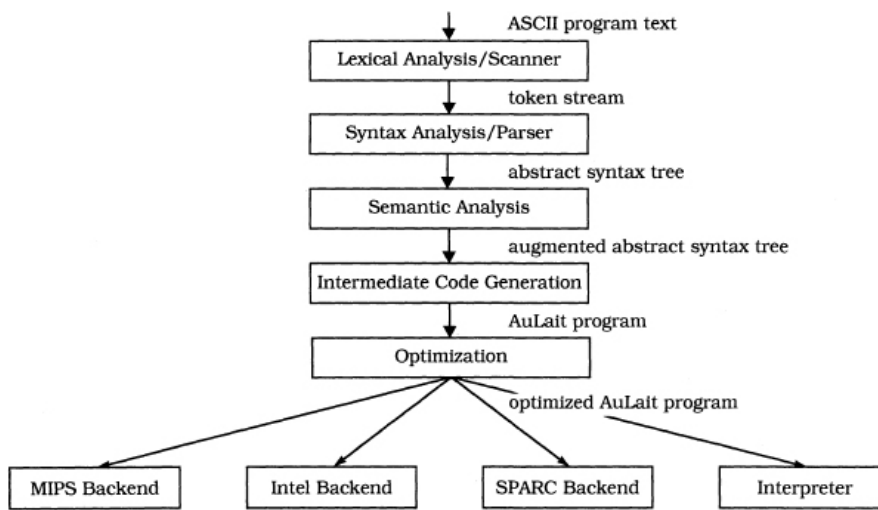 ASCII program text
Lexical Analysis/Scanner
token stream
Syntax Analysis/Parser
abstract syntax tree
Semantic Analysis
augmented abstract syntax tree
Intermediate Code Generation
AuLait program
Optimization
optimized AuLait program
MIPS Backend
Intel Backend
SPARC Backend
Interpreter